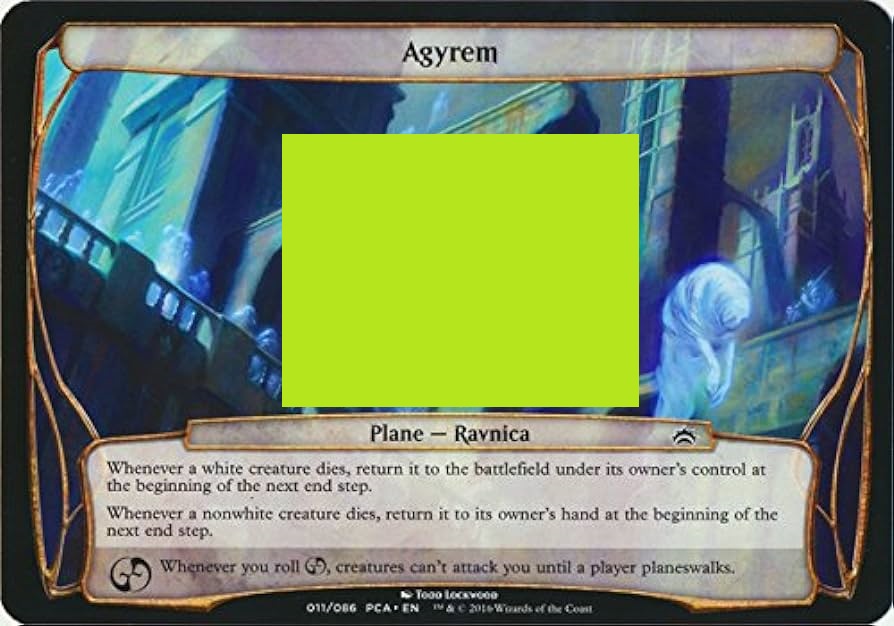 Agyrem
Plane — Ravnica
Whenever a white creature dies, return it to the battlefield under its owner's control at
the beginning of the next end step.
Whenever a nonwhite creature dies, return it to its owner's hand at the beginning of the
next end step.
Whenever you roll , creatures can't attack you until a player planeswalks.
Todd Lockwood
011/086 PCA • EN ™ & © 2016 Wizards of the Coast